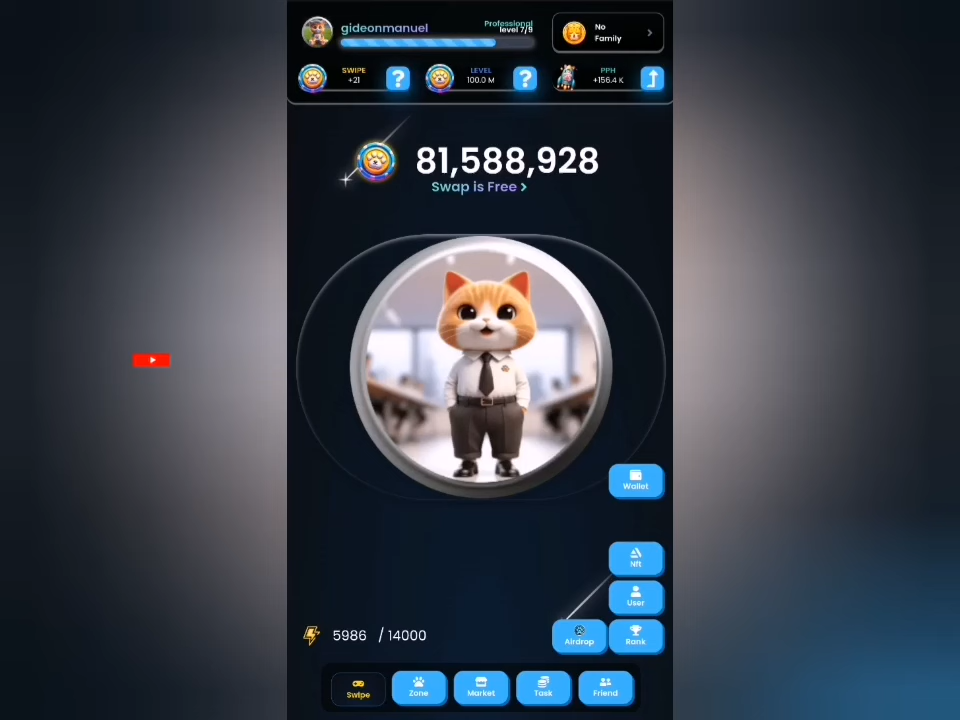 gideonmanuel
Professional
level 7/9
No
Family
SWIPE
+21
?
LEVEL
100.0 M
?
PPH
+156.4 K
81,588,928
Swap is Free >
Wallet
Nft
User
5986 / 14000
Airdrop
Rank
Swipe
Zone
Market
Task
Friend